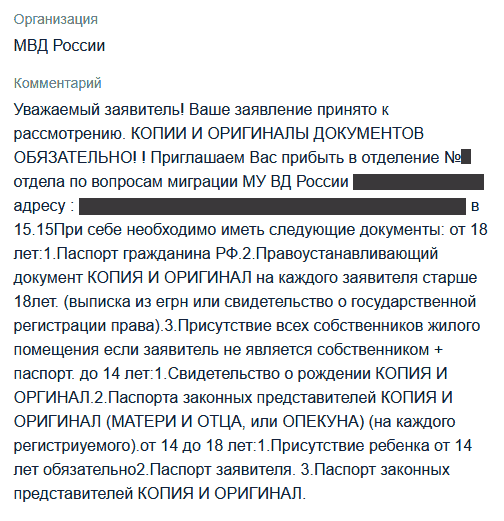 Организация
МВД России
Комментарий
Уважаемый заявитель! Ваше заявление принято к
рассмотрению. КОПИИ И ОРИГИНАЛЫ ДОКУМЕНТОВ
ОБЯЗАТЕЛЬНО! ! Приглашаем Вас прибыть в отделение №
отдела по вопросам миграции МУ ВД России
адресу : в
15.15При себе необходимо иметь следующие документы: от 18
лет:1.Паспорт гражданина РФ.2.Правоустанавливающий
документ КОПИЯ И ОРИГИНАЛ на каждого заявителя старше
18лет. (выписка из егрн или свидетельство о государственной
регистрации права).3.Присутствие всех собственников жилого
помещения если заявитель не является собственником +
паспорт. до 14 лет:1.Свидетельство о рождении КОПИЯ И
ОРГИНАЛ.2.Паспорта законных представителей КОПИЯ И
ОРИГИНАЛ (МАТЕРИ И ОТЦА, или ОПЕКУНА) (на каждого
регистриуемого).от 14 до 18 лет:1.Присутствие ребенка от 14
лет обязательно2.Паспорт заявителя. 3.Паспорт законных
представителей КОПИЯ И ОРИГИНАЛ.